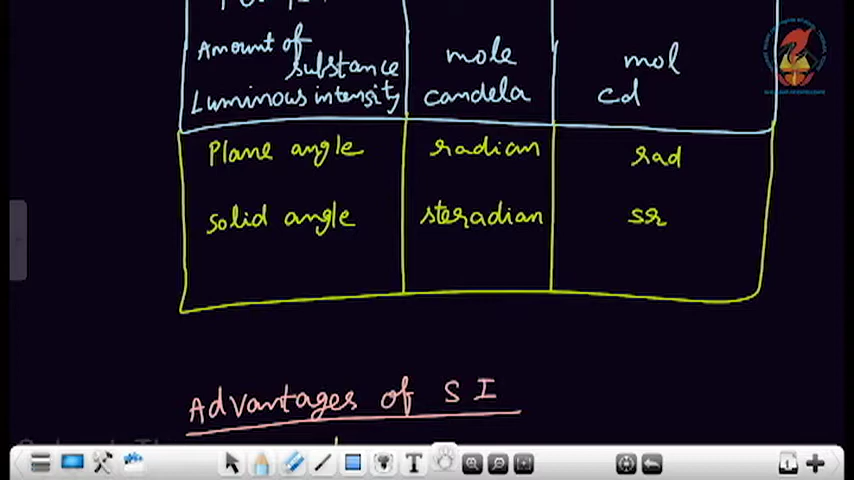 Amount of substance mole mol
Luminous intensity candela cd
Plane angle radian rad
Solid angle steradian sr
Advantages of SI